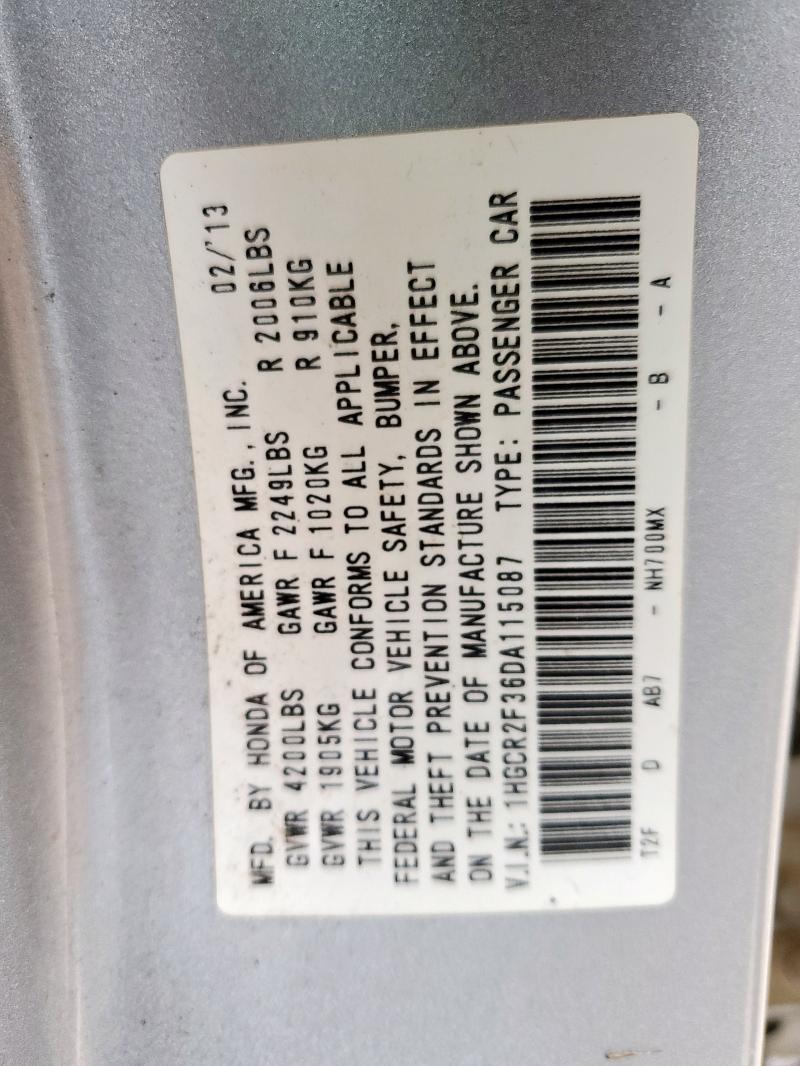 MFD. BY HONDA OF AMERICA MFG., INC. 02/'13
GVWR 4200LBS GAWR F 2249LBS R 2006LBS
GVWR 1905KG GAWR F 1020KG R 910KG
THIS VEHICLE CONFORMS TO ALL APPLICABLE
FEDERAL MOTOR VEHICLE SAFETY, BUMPER,
AND THEFT PREVENTION STANDARDS IN EFFECT
ON THE DATE OF MANUFACTURE SHOWN ABOVE.
V.I.N.: 1HGCR2F36DA115087 TYPE: PASSENGER CAR
T2F D AB7 - NH700MX - B - A